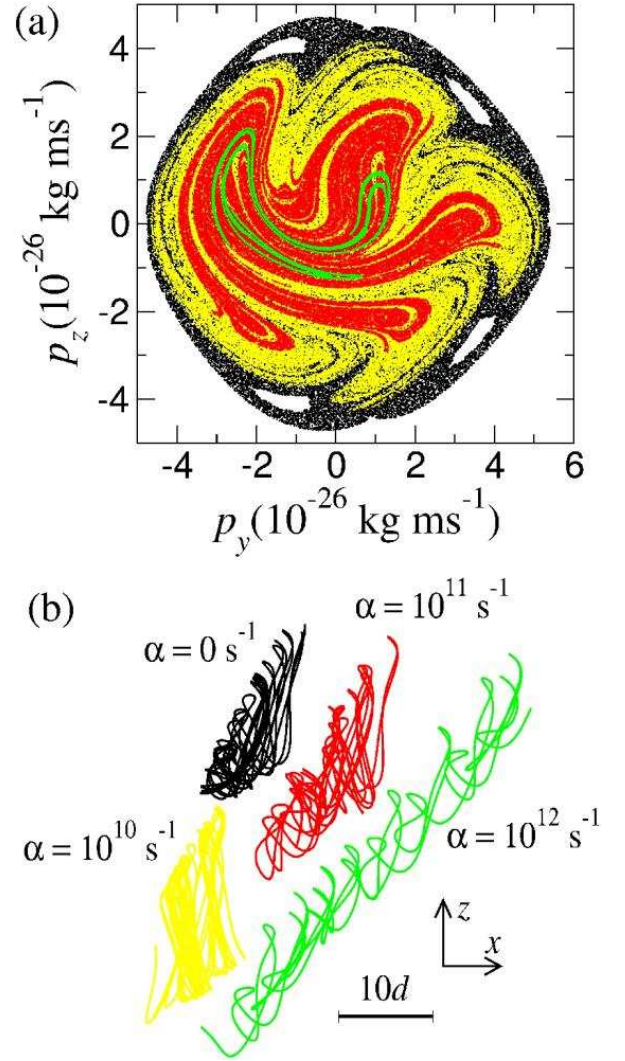 (a)
4
2
0
-2
-4
p_z(10^-26 kg ms^-1)
-4 -2 0 2 4 6
p_y(10^-26 kg ms^-1)
(b)
α = 10^11 s^-1
α = 0 s^-1
α = 10^10 s^-1
α = 10^12 s^-1
z
x
10d